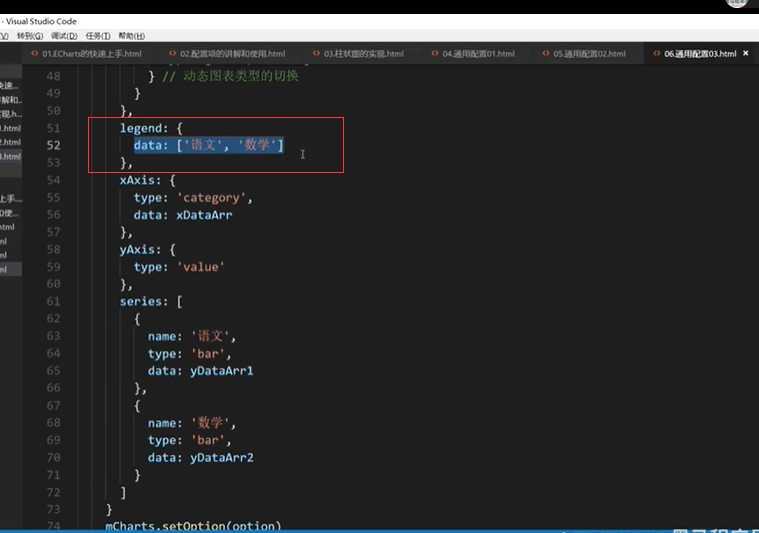 - Visual Studio Code
(V) 转到(G) 调试(D) 任务(T) 帮助(H)
01.ECharts的快速上手.html 02.配置项的讲解和使用.html 03.柱状图的实现.html 04.通用配置01.html 05.通用配置02.html 06.通用配置03.html
48 } // 动态图表类型的切换
49 }
50 },
51 legend: {
52 data: ['语文', '数学']
53 },
54 xAxis: {
55 type: 'category',
56 data: xDataArr
57 },
58 yAxis: {
59 type: 'value'
60 },
61 series: [
62 {
63 name: '语文',
64 type: 'bar',
65 data: yDataArr1
66 },
67 {
68 name: '数学',
69 type: 'bar',
70 data: yDataArr2
71 }
72 ]
73 }
74 mCharts.setOption(option)